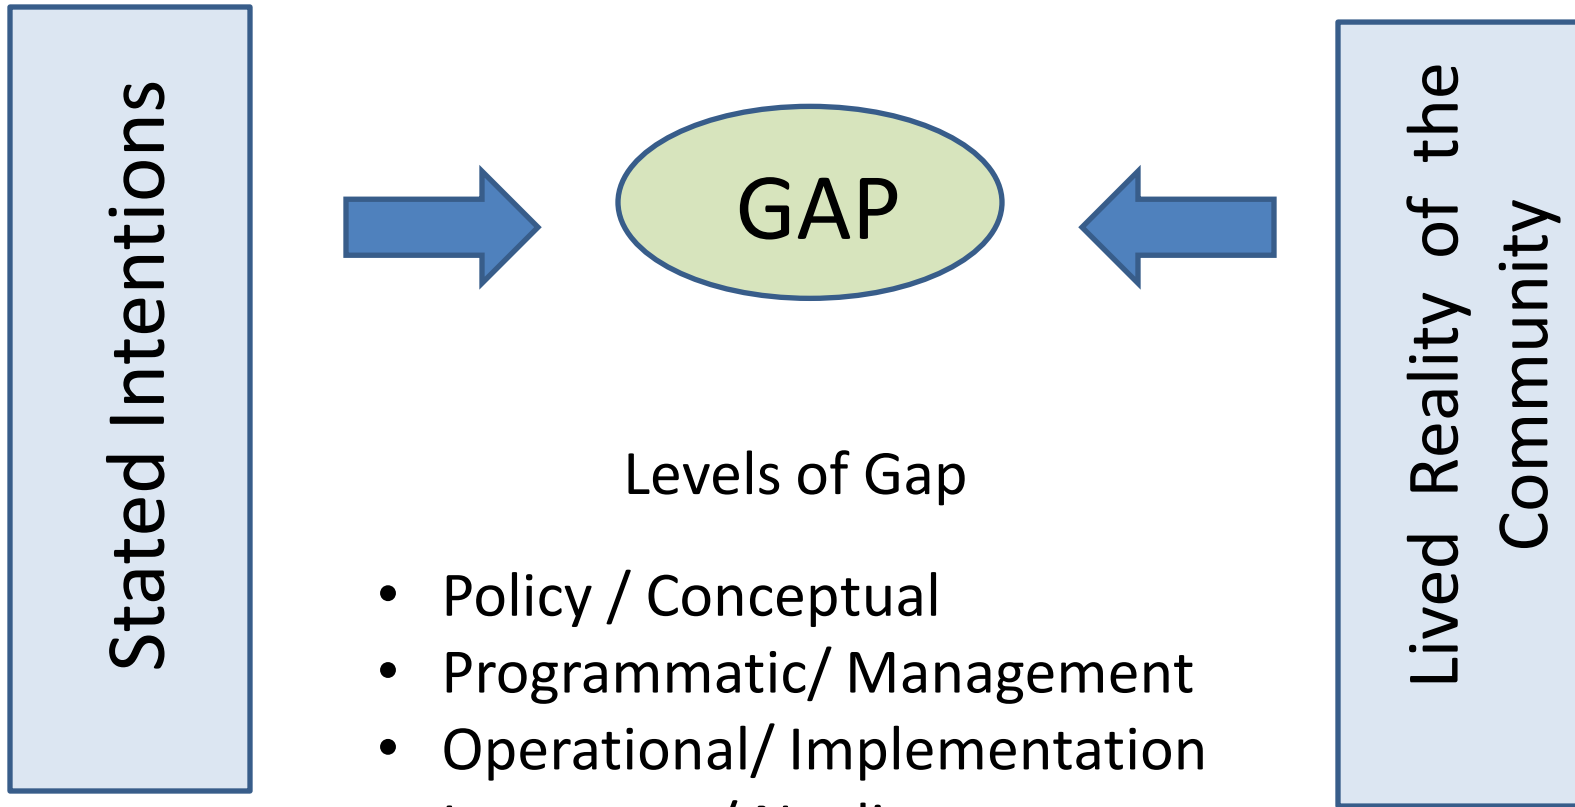 Stated Intentions
GAP
Lived Reality of the
Community
Levels of Gap
• Policy / Conceptual
• Programmatic/ Management
• Operational/ Implementation